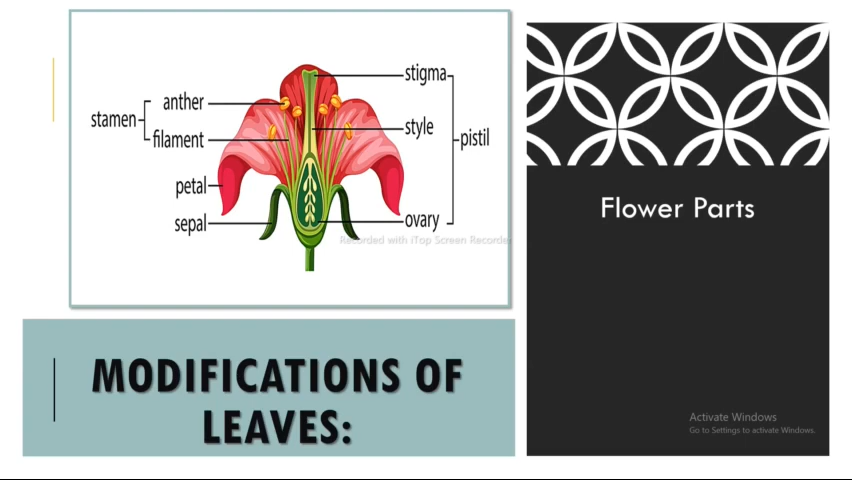 stigma
anther
stamen
style
filament
pistil
petal
sepal
ovary
Recorded with iTop Screen Recorder
MODIFICATIONS OF
LEAVES:
Flower Parts
Activate Windows
Go to Settings to activate Windows.